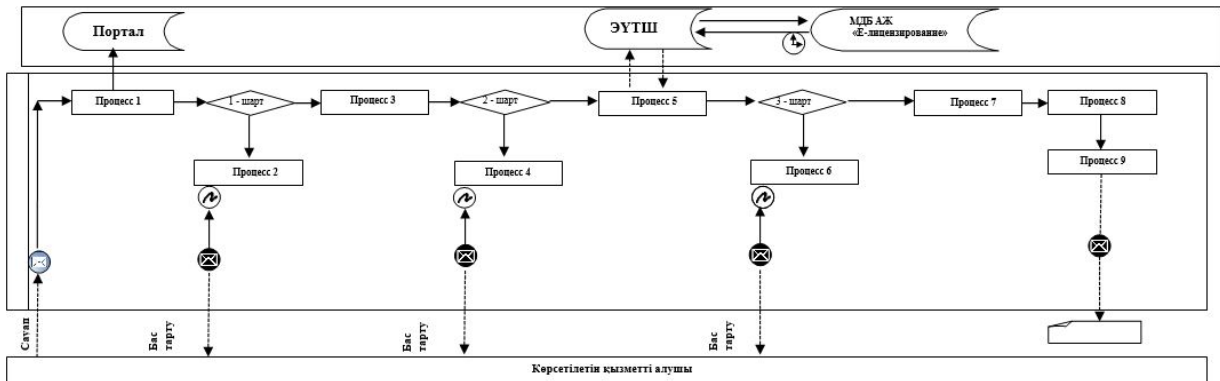 Портал
ЭҮТШ
МДБ АЖ
«Е-лицензирование»
Процесс 1
1 - шарт
Процесс 3
2 - шарт
Процесс 5
3 - шарт
Процесс 7
Процесс 8
Процесс 2
Процесс 4
Процесс 6
Процесс 9
Сауап
Бас
тарту
Бас
тарту
Бас
тарту
Көрсетілетін қызметті алушы